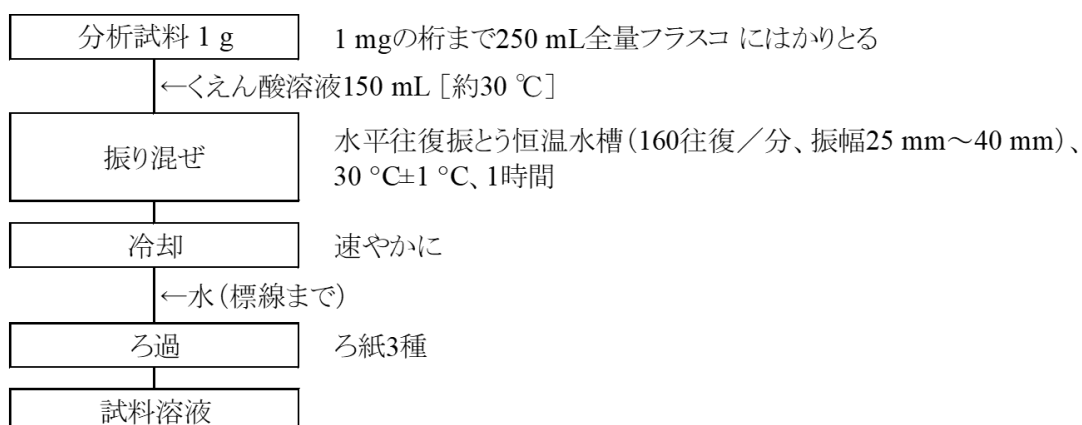 分析試料 1 g
1 mgの桁まで250 mL全量フラスコ にはかりとる
←くえん酸溶液150 mL [約30 ℃]
振り混ぜ
水平往復振とう恒温水槽(160往復/分、振幅25 mm~40 mm)、
30 °C±1 °C、1時間
冷却
速やかに
←水(標線まで)
ろ過
ろ紙3種
試料溶液